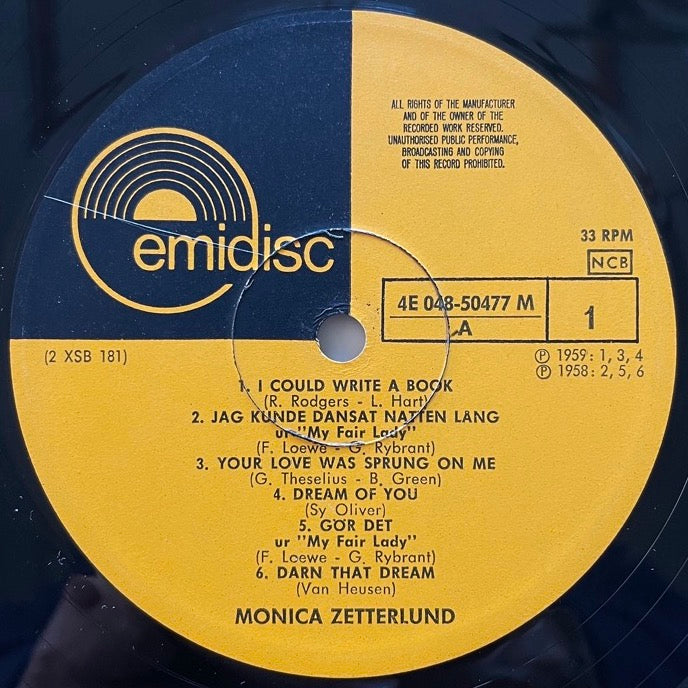 ALL RIGHTS OF THE MANUFACTURER
AND OF THE OWNER OF THE
RECORDED WORK RESERVED.
UNAUTHORISED PUBLIC PERFORMANCE,
BROADCASTING AND COPYING
OF THIS RECORD PROHIBITED.
emidisc
33 RPM
NCB
4E 048-50477 M
A
1
(2 XSB 181)
Ⓟ 1959: 1, 3, 4
Ⓟ 1958: 2, 5, 6
1. I COULD WRITE A BOOK
(R. Rodgers - L. Hart)
2. JAG KUNDE DANSAT NATTEN LÅNG
ur "My Fair Lady"
(F. Loewe - G. Rybrant)
3. YOUR LOVE WAS SPRUNG ON ME
(G. Theselius - B. Green)
4. DREAM OF YOU
(Sy Oliver)
5. GÖR DET
ur "My Fair Lady"
(F. Loewe - G. Rybrant)
6. DARN THAT DREAM
(Van Heusen)
MONICA ZETTERLUND